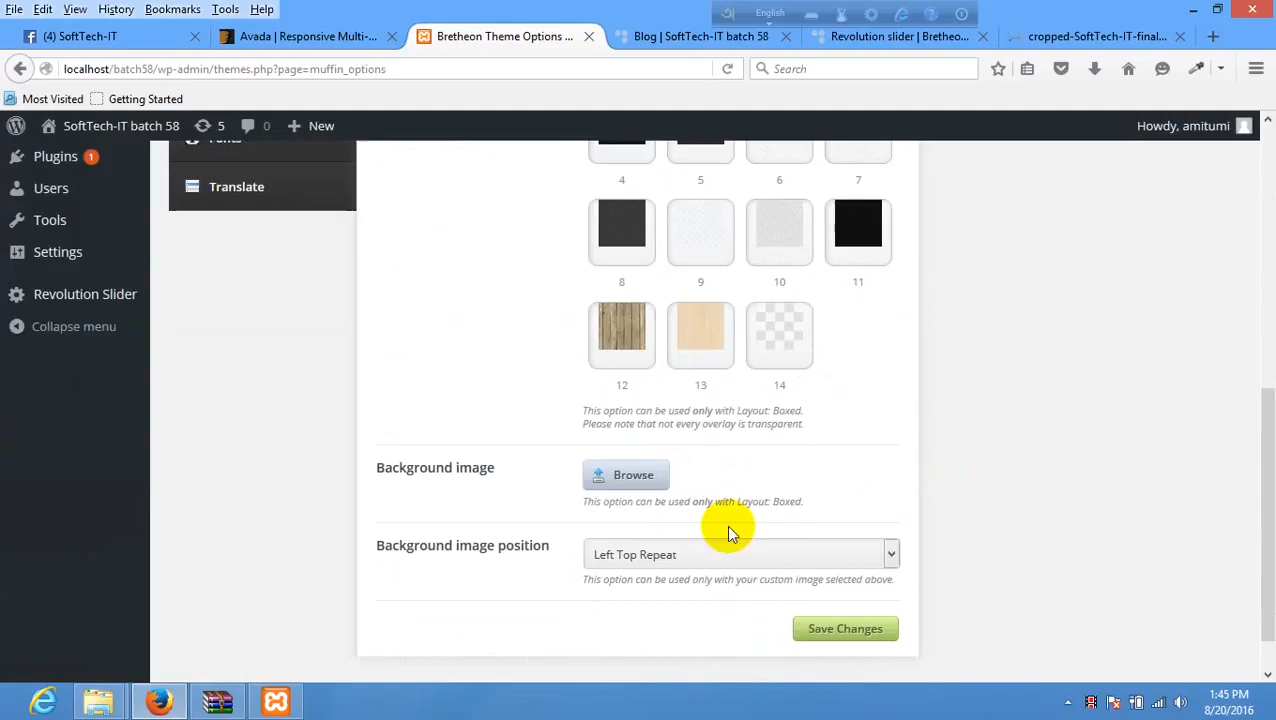 File Edit View History Bookmarks Tools Help
English
(4) SoftTech-IT
Avada | Responsive Multi-...
Bretheon Theme Options ...
Blog | SoftTech-IT batch 58
Revolution slider | Bretheo...
cropped-SoftTech-IT-final...
localhost/batch58/wp-admin/themes.php?page=muffin_options
Search
Most Visited
Getting Started
SoftTech-IT batch 58
5
0
New
Howdy, amitumi
Plugins 1
Users
Tools
Settings
Revolution Slider
Collapse menu
Fonts
Translate
4 5 6 7
8 9 10 11
12 13 14
This option can be used only with Layout: Boxed.
Please note that not every overlay is transparent.
Background image
Browse
This option can be used only with Layout: Boxed.
Background image position
Left Top Repeat
This option can be used only with your custom image selected above.
Save Changes
1:45 PM
8/20/2016